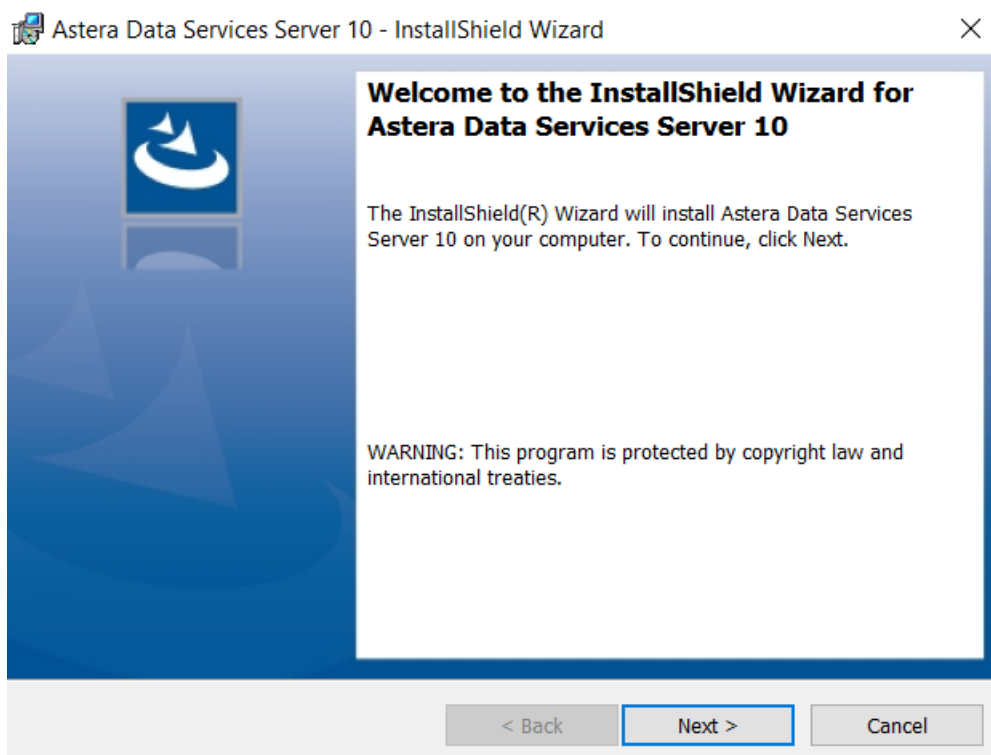 Astera Data Services Server 10 - InstallShield Wizard
Welcome to the InstallShield Wizard for
Astera Data Services Server 10
The InstallShield(R) Wizard will install Astera Data Services
Server 10 on your computer. To continue, click Next.
WARNING: This program is protected by copyright law and
international treaties.
< Back
Next >
Cancel